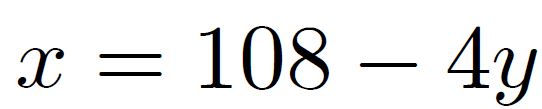 x = 108 − 4y